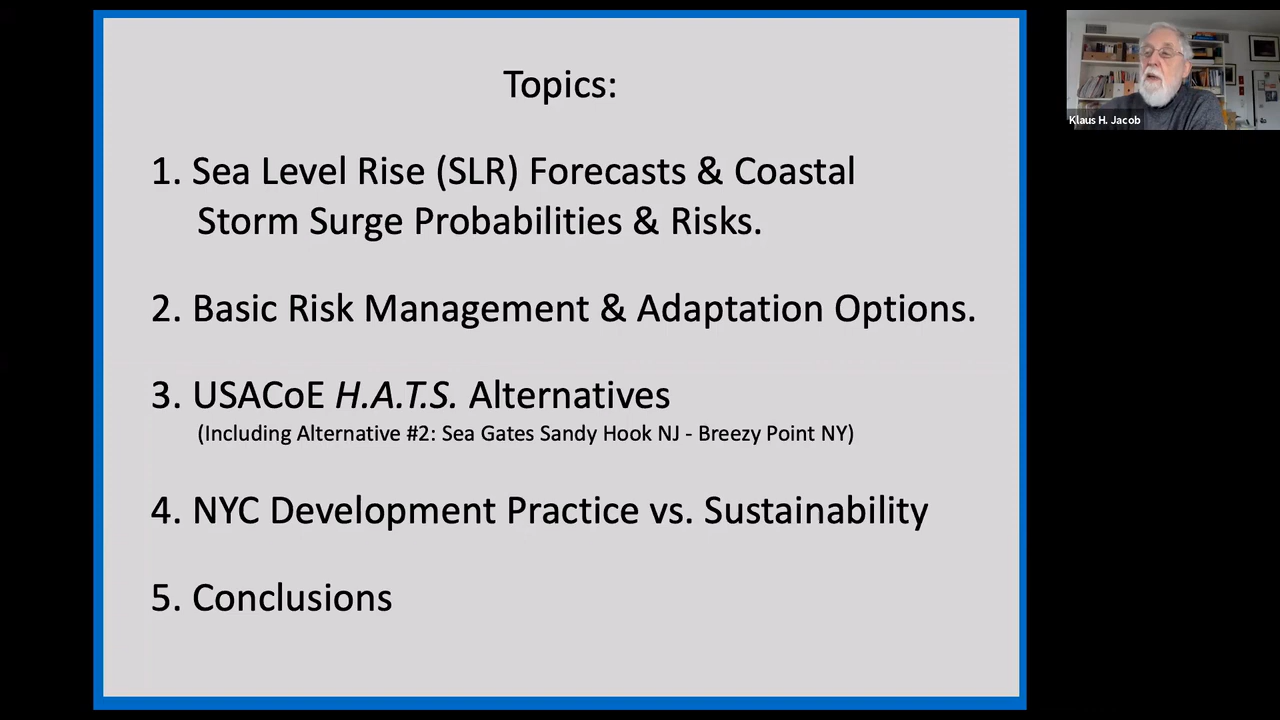 Topics:
1. Sea Level Rise (SLR) Forecasts & Coastal
Storm Surge Probabilities & Risks.
2. Basic Risk Management & Adaptation Options.
3. USACoE H.A.T.S. Alternatives
(Including Alternative #2: Sea Gates Sandy Hook NJ - Breezy Point NY)
4. NYC Development Practice vs. Sustainability
5. Conclusions
Klaus H. Jacob